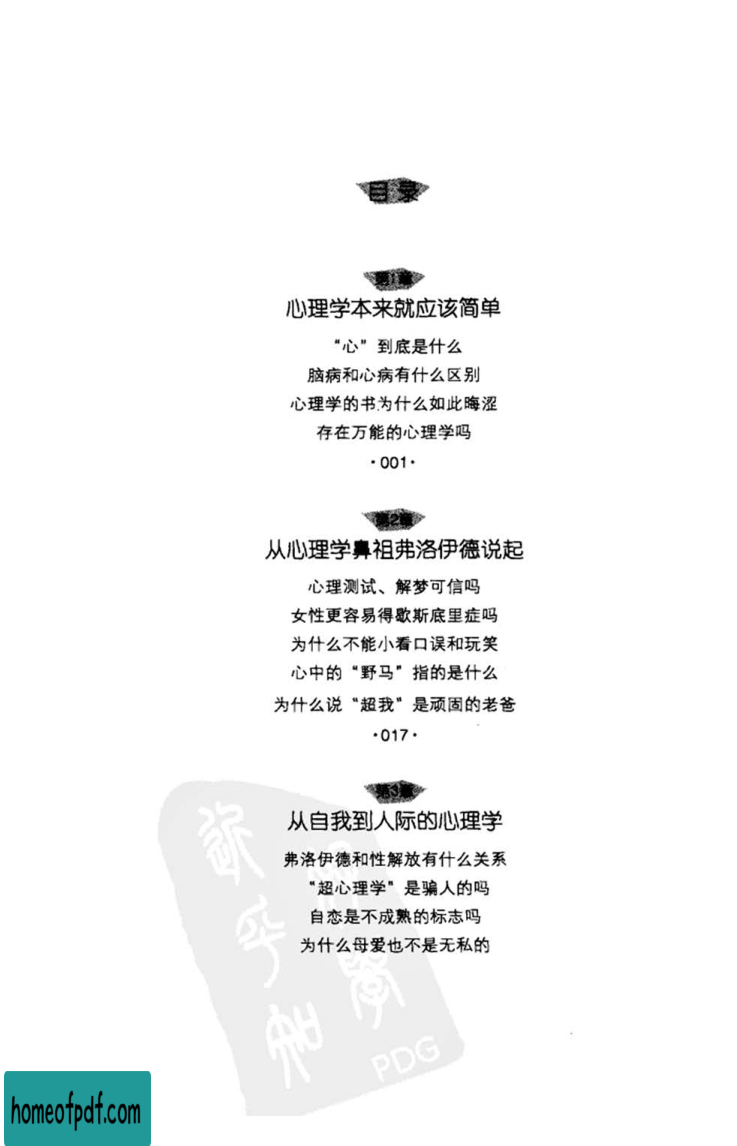 目录
第1章
心理学本来就应该简单
“心”到底是什么
脑病和心病有什么区别
心理学的书为什么如此晦涩
存在万能的心理学吗
·001·
第2章
从心理学鼻祖弗洛伊德说起
心理测试、解梦可信吗
女性更容易得歇斯底里症吗
为什么不能小看口误和玩笑
心中的“野马”指的是什么
为什么说“超我”是顽固的老爸
·017·
第3章
从自我到人际的心理学
弗洛伊德和性解放有什么关系
“超心理学”是骗人的吗
自恋是不成熟的标志吗
为什么母爱也不是无私的
PDG
homeofpdf.com